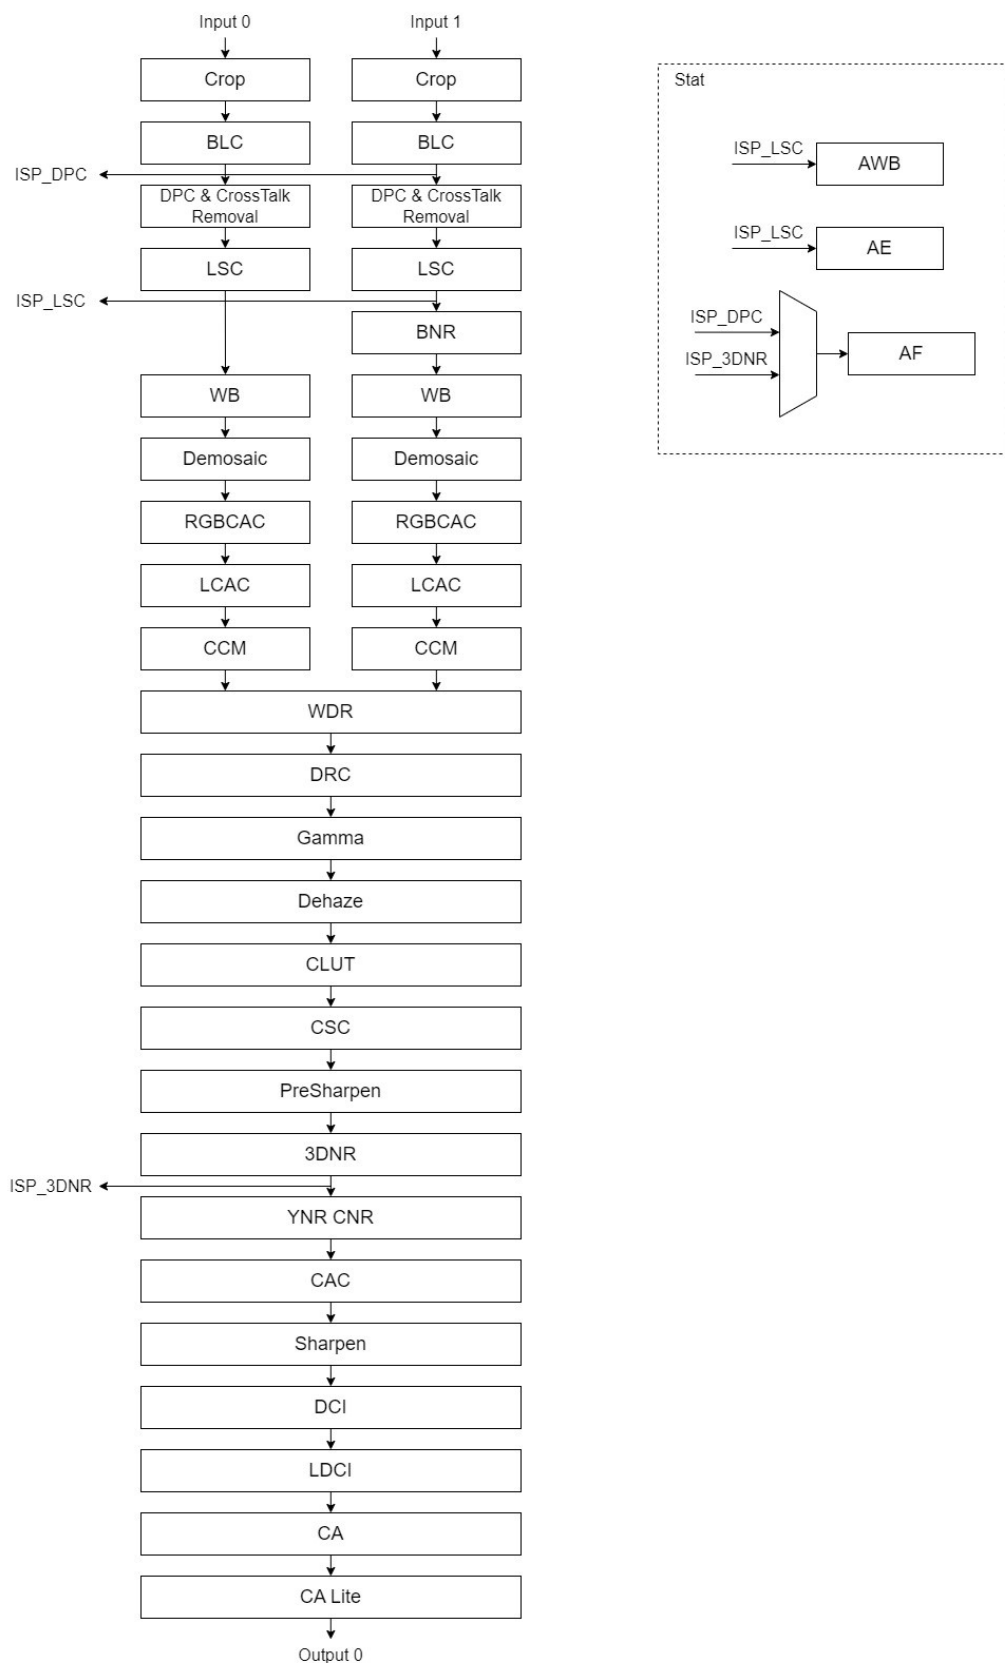 Input 0
Input 1
Crop
Crop
BLC
BLC
ISP_DPC
DPC & CrossTalk
Removal
DPC & CrossTalk
Removal
LSC
LSC
ISP_LSC
BNR
WB
WB
Demosaic
Demosaic
RGBCAC
RGBCAC
LCAC
LCAC
CCM
CCM
WDR
DRC
Gamma
Dehaze
CLUT
CSC
PreSharpen
3DNR
ISP_3DNR
YNR CNR
CAC
Sharpen
DCI
LDCI
CA
CA Lite
Output 0
Stat
ISP_LSC
AWB
ISP_LSC
AE
ISP_DPC
ISP_3DNR
AF